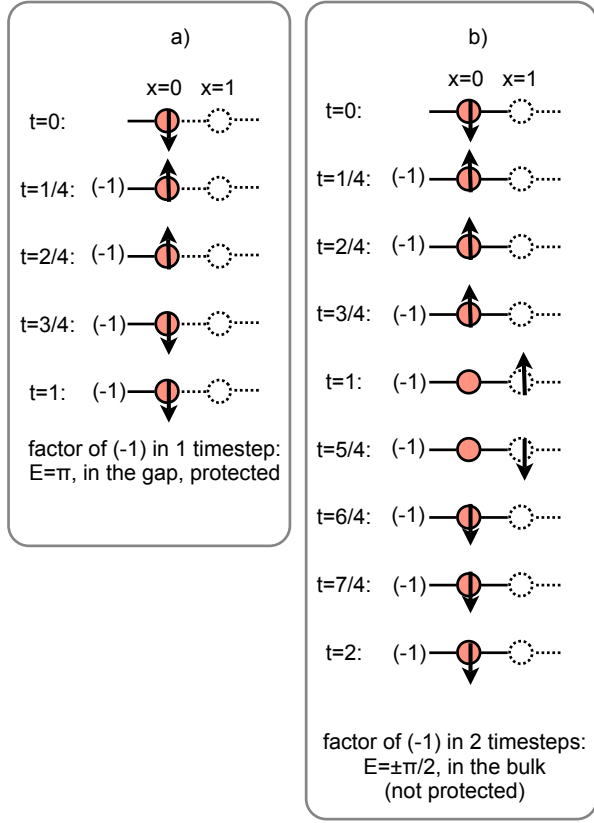 a)
x=0 x=1
t=0:
t=1/4: (-1)
t=2/4: (-1)
t=3/4: (-1)
t=1: (-1)
factor of (-1) in 1 timestep:
E=π, in the gap, protected
b)
x=0 x=1
t=0:
t=1/4: (-1)
t=2/4: (-1)
t=3/4: (-1)
t=1: (-1)
t=5/4: (-1)
t=6/4: (-1)
t=7/4: (-1)
t=2: (-1)
factor of (-1) in 2 timesteps:
E=±π/2, in the bulk
(not protected)